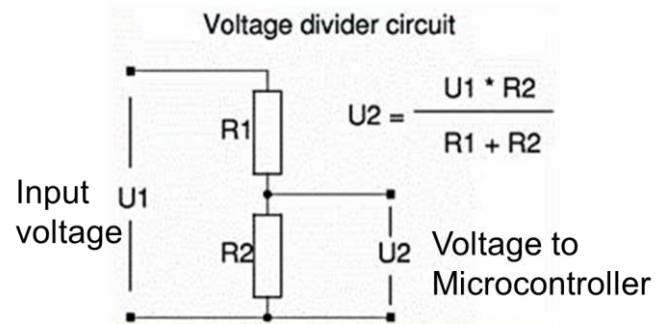 Voltage divider circuit
U2 = U1 * R2 / R1 + R2
R1
Input voltage
U1
R2
U2
Voltage to
Microcontroller